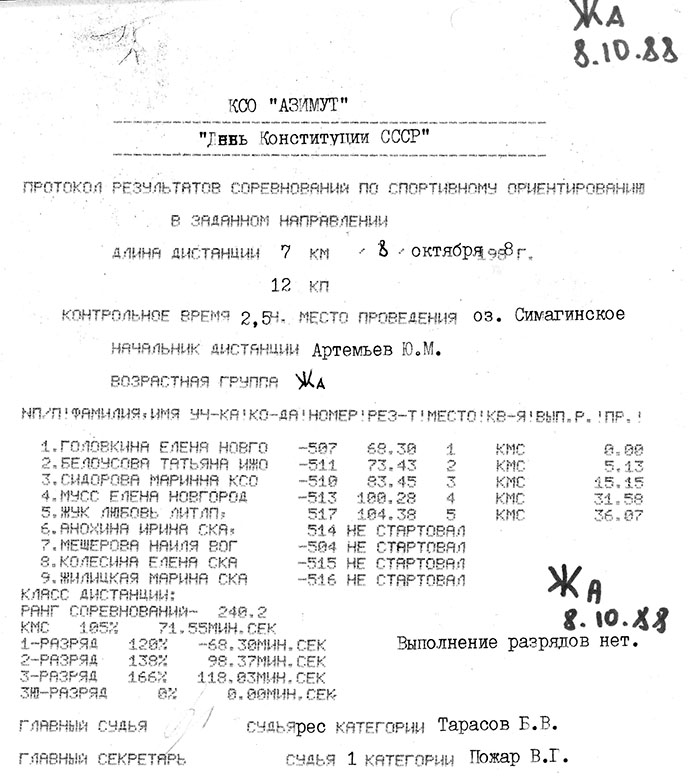 ЖА
8.10.88
КСО "АЗИМУТ"
"День Конституции СССР"
ПРОТОКОЛ РЕЗУЛЬТАТОВ СОРЕВНОВАНИЙ ПО СПОРТИВНОМУ ОРИЕНТИРОВАНИЮ
В ЗАДАННОМ НАПРАВЛЕНИИ
ДЛИНА ДИСТАНЦИИ 7 КМ 8 октября 1988г.
12 КП
КОНТРОЛЬНОЕ ВРЕМЯ 2,5Ч. МЕСТО ПРОВЕДЕНИЯ оз. Симагинское
НАЧАЛЬНИК ДИСТАНЦИИ Артемьев Ю.М.
ВОЗРАСТНАЯ ГРУППА ЖА
NП/П!ФАМИЛИЯ,ИМЯ УЧ-КА!КО-ДА!НОМЕР!РЕЗ-Т!МЕСТО!КВ-Я!ВЫП.Р.!ПР.!
1.ГОЛОВКИНА ЕЛЕНА НОВГО -507 68.30 1 КМС 0.00
2.БЕЛОУСОВА ТАТЬЯНА ИЖО -511 73.43 2 КМС 5.13
3.СИДОРОВА МАРИННА КСО -510 83.45 3 КМС 15.15
4.МУСС ЕЛЕНА НОВГОРОД -513 100.28 4 КМС 31.58
5.ЖУК ЛЮБОВЬ ЛИТЛП, 517 104.38 5 КМС 36.07
6.АНОХИНА ИРИНА СКА, 514 НЕ СТАРТОВАЛ
7.МЕШЕРОВА НАИЛЯ ВОГ -504 НЕ СТАРТОВАЛ
8.КОЛЕСИНА ЕЛЕНА СКА -515 НЕ СТАРТОВАЛ
9.ЖИЛИЦКАЯ МАРИНА СКА -516 НЕ СТАРТОВАЛ
КЛАСС ДИСТАНЦИИ:
РАНГ СОРЕВНОВАНИЙ- 240.2
КМС 105% 71.55МИН.СЕК
1-РАЗРЯД 120% -68.30МИН.СЕК
2-РАЗРЯД 138% 98.37МИН.СЕК
3-РАЗРЯД 166% 118.03МИН.СЕК
3Ю-РАЗРЯД 0% 0.00МИН.СЕК
ЖА
8.10.88
Выполнение разрядов нет.
ГЛАВНЫЙ СУДЬЯ СУДЬЯ рес КАТЕГОРИИ Тарасов Б.В.
ГЛАВНЫЙ СЕКРЕТАРЬ СУДЬЯ 1 КАТЕГОРИИ Пожар В.Г.